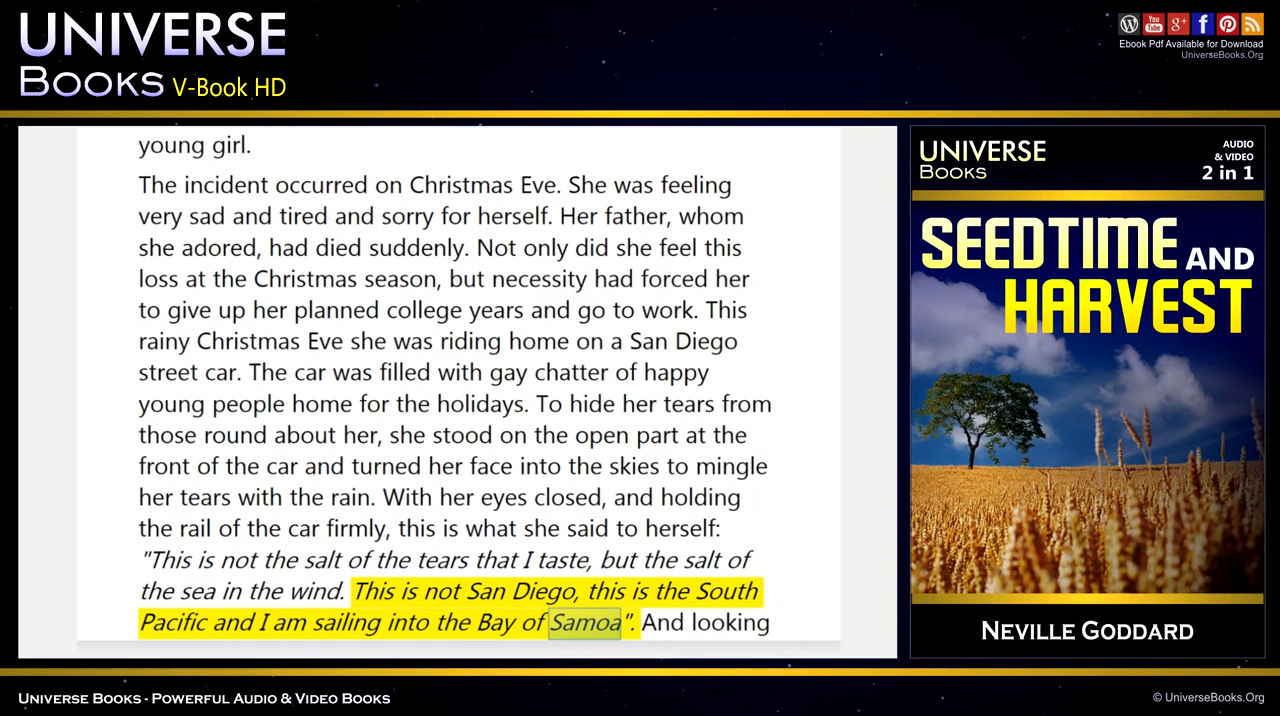 UNIVERSE
BOOKS V-Book HD
Ebook Pdf Available for Download
UniverseBooks.Org
You
Tube
g+
young girl.
The incident occurred on Christmas Eve. She was feeling
very sad and tired and sorry for herself. Her father, whom
she adored, had died suddenly. Not only did she feel this
loss at the Christmas season, but necessity had forced her
to give up her planned college years and go to work. This
rainy Christmas Eve she was riding home on a San Diego
street car. The car was filled with gay chatter of happy
young people home for the holidays. To hide her tears from
those round about her, she stood on the open part at the
front of the car and turned her face into the skies to mingle
her tears with the rain. With her eyes closed, and holding
the rail of the car firmly, this is what she said to herself:
"This is not the salt of the tears that I taste, but the salt of
the sea in the wind. This is not San Diego, this is the South
Pacific and I am sailing into the Bay of Samoa". And looking
UNIVERSE
BOOKS
AUDIO
& VIDEO
2 in 1
SEEDTIME AND
HARVEST
NEVILLE GODDARD
UNIVERSE BOOKS - POWERFUL AUDIO & VIDEO BOOKS
© UniverseBooks.Org